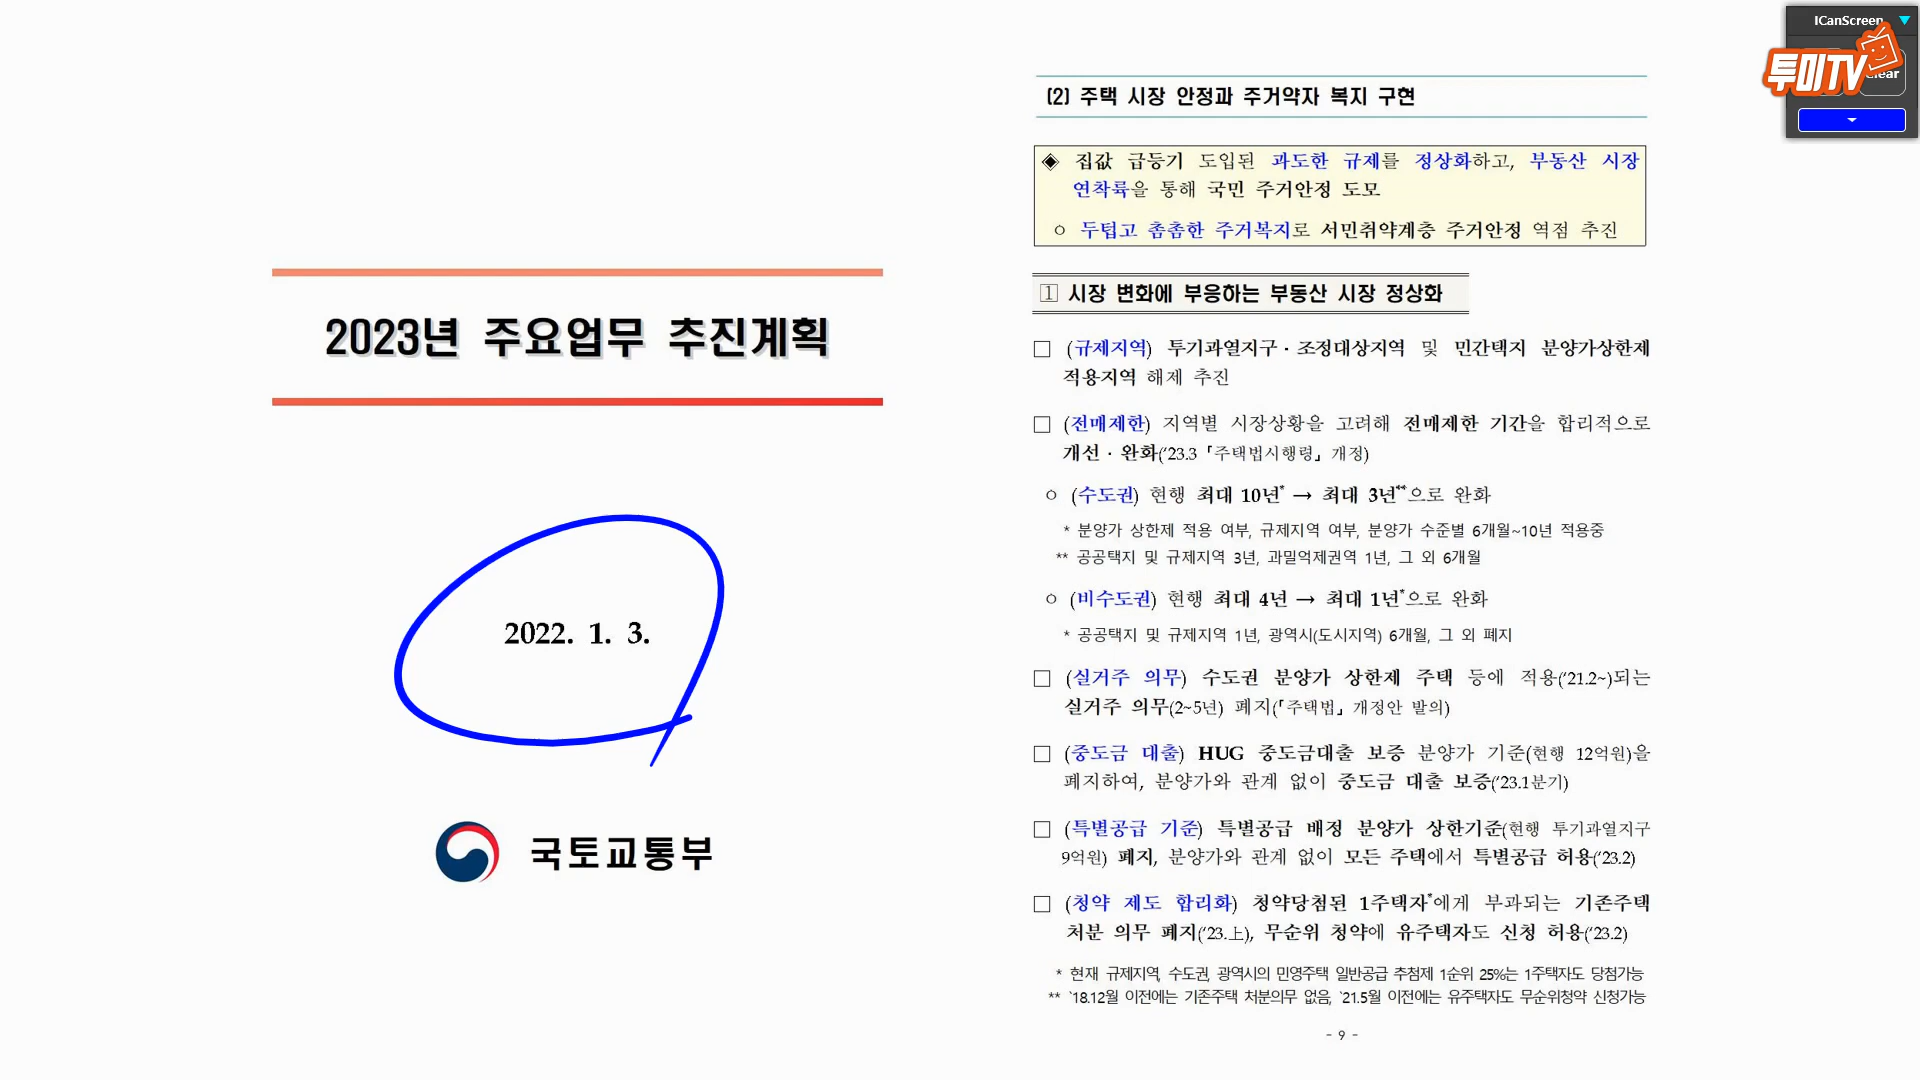 2023년 주요업무 추진계획
2022. 1. 3.
국토교통부
(2) 주택 시장 안정과 주거약자 복지 구현
◈ 집값 급등기 도입된 과도한 규제를 정상화하고, 부동산 시장
연착륙을 통해 국민 주거안정 도모
ㅇ 두텁고 촘촘한 주거복지로 서민취약계층 주거안정 역점 추진
1 시장 변화에 부응하는 부동산 시장 정상화
□ (규제지역) 투기과열지구·조정대상지역 및 민간택지 분양가상한제
적용지역 해제 추진
□ (전매제한) 지역별 시장상황을 고려해 전매제한 기간을 합리적으로
개선·완화(‘23.3 「주택법시행령」 개정)
ㅇ (수도권) 현행 최대 10년* → 최대 3년**으로 완화
* 분양가 상한제 적용 여부, 규제지역 여부, 분양가 수준별 6개월~10년 적용중
** 공공택지 및 규제지역 3년, 과밀억제권역 1년, 그 외 6개월
ㅇ (비수도권) 현행 최대 4년 → 최대 1년*으로 완화
* 공공택지 및 규제지역 1년, 광역시(도시지역) 6개월, 그 외 폐지
□ (실거주 의무) 수도권 분양가 상한제 주택 등에 적용(‘21.2~)되는
실거주 의무(2~5년) 폐지(「주택법」 개정안 발의)
□ (중도금 대출) HUG 중도금대출 보증 분양가 기준(현행 12억원)을
폐지하여, 분양가와 관계 없이 중도금 대출 보증(‘23.1분기)
□ (특별공급 기준) 특별공급 배정 분양가 상한기준(현행 투기과열지구
9억원) 폐지, 분양가와 관계 없이 모든 주택에서 특별공급 허용(‘23.2)
□ (청약 제도 합리화) 청약당첨된 1주택자*에게 부과되는 기존주택
처분 의무 폐지(‘23.上), 무순위 청약에 유주택자도 신청 허용(‘23.2)
* 현재 규제지역, 수도권, 광역시의 민영주택 일반공급 추첨제 1순위 25%는 1주택자도 당첨가능
** `18.12월 이전에는 기존주택 처분의무 없음, `21.5월 이전에는 유주택자도 무순위청약 신청가능
- 9 -
ICanScreen
투미TV